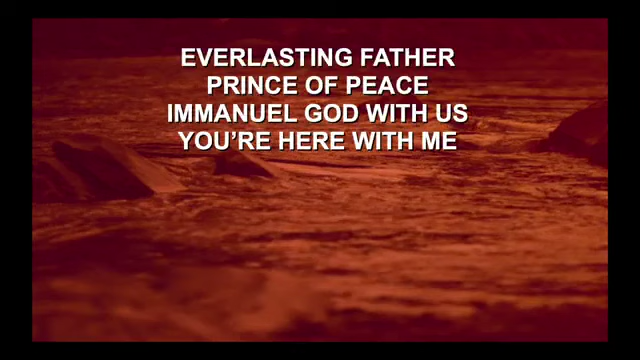 EVERLASTING FATHER
PRINCE OF PEACE
IMMANUEL GOD WITH US
YOU'RE HERE WITH ME